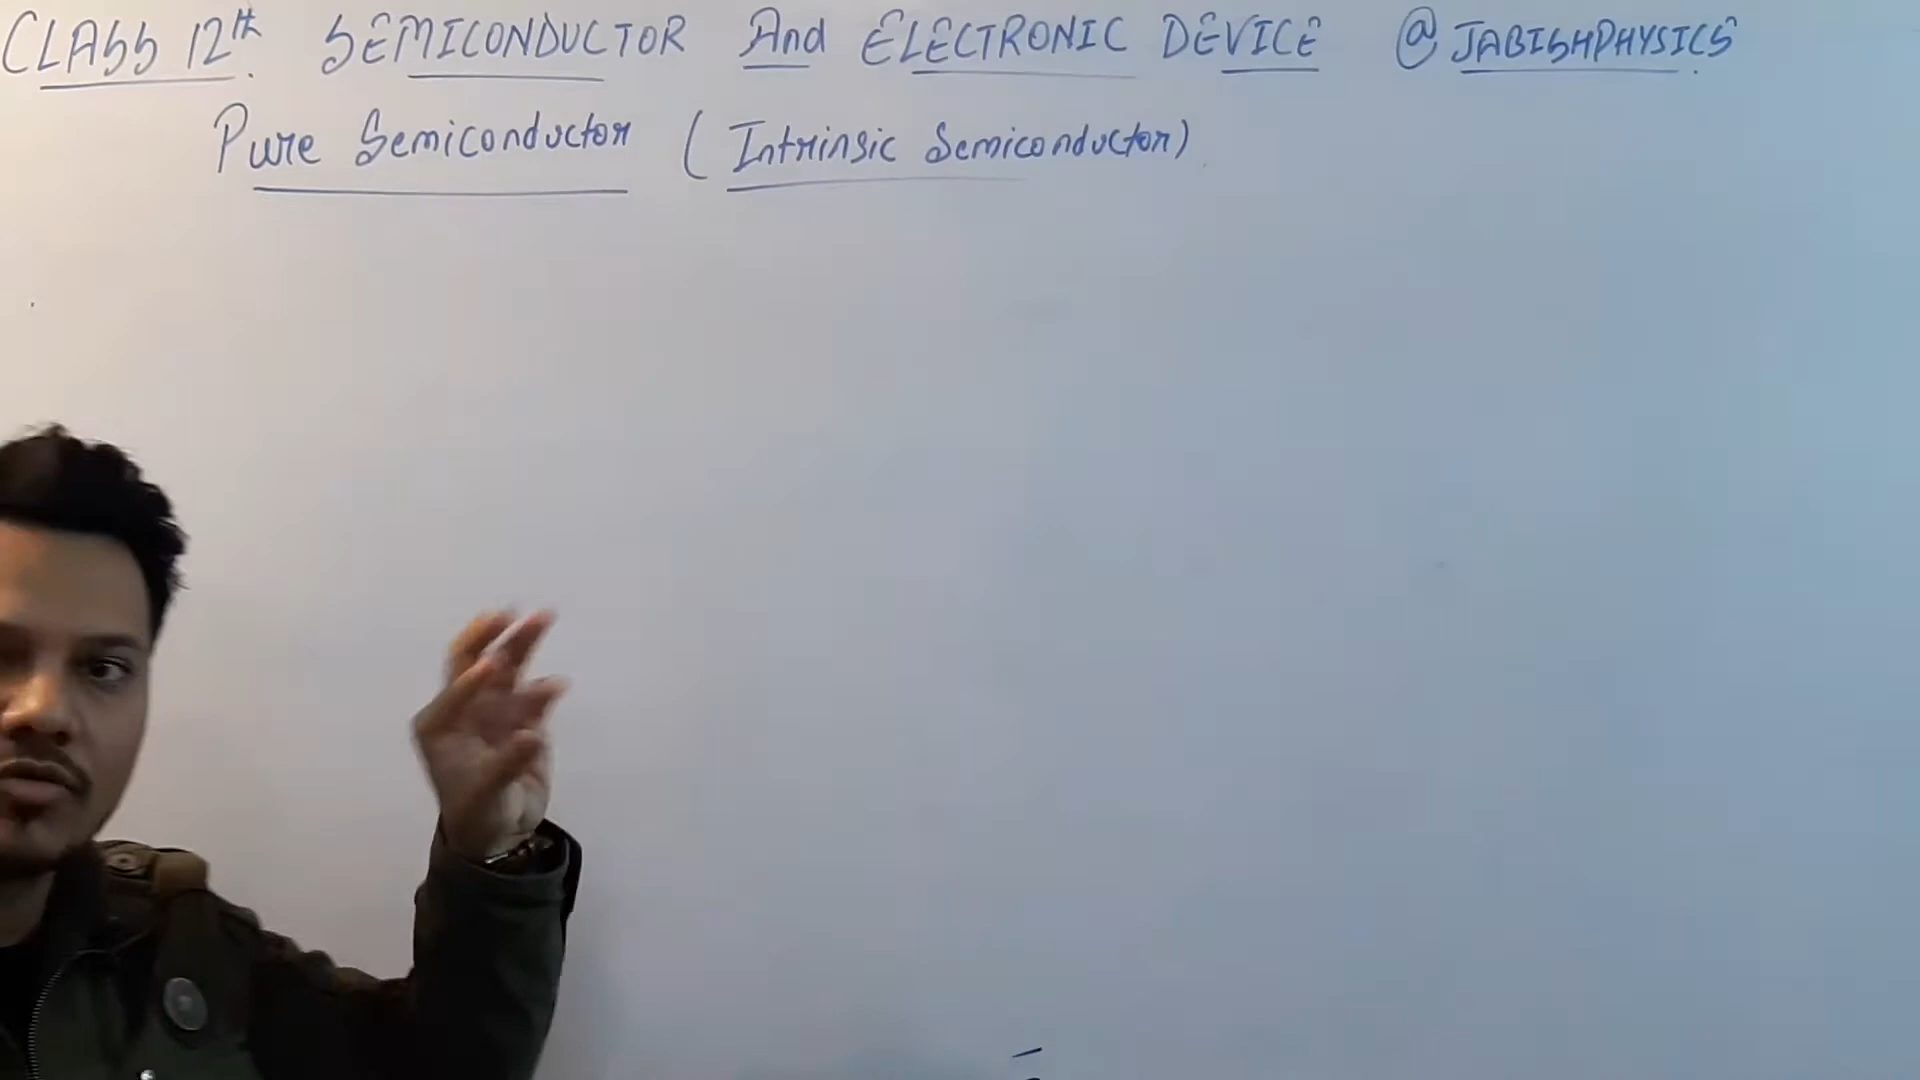 CLASS 12th SEMICONDUCTOR And ELECTRONIC DEVICE @JABISHPHYSICS
Pure Semiconductor (Intrinsic Semiconductor)